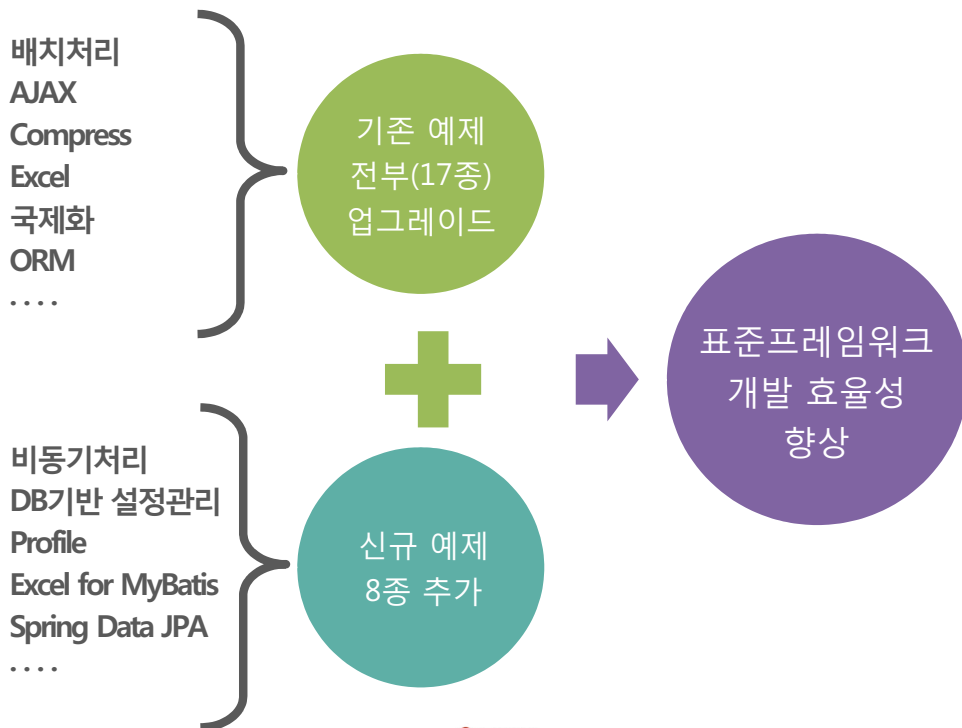 배치처리
AJAX
Compress
Excel
국제화
ORM
....
기존 예제
전부(17종)
업그레이드
비동기처리
DB기반 설정관리
Profile
Excel for MyBatis
Spring Data JPA
....
신규 예제
8종 추가
표준프레임워크
개발 효율성
향상